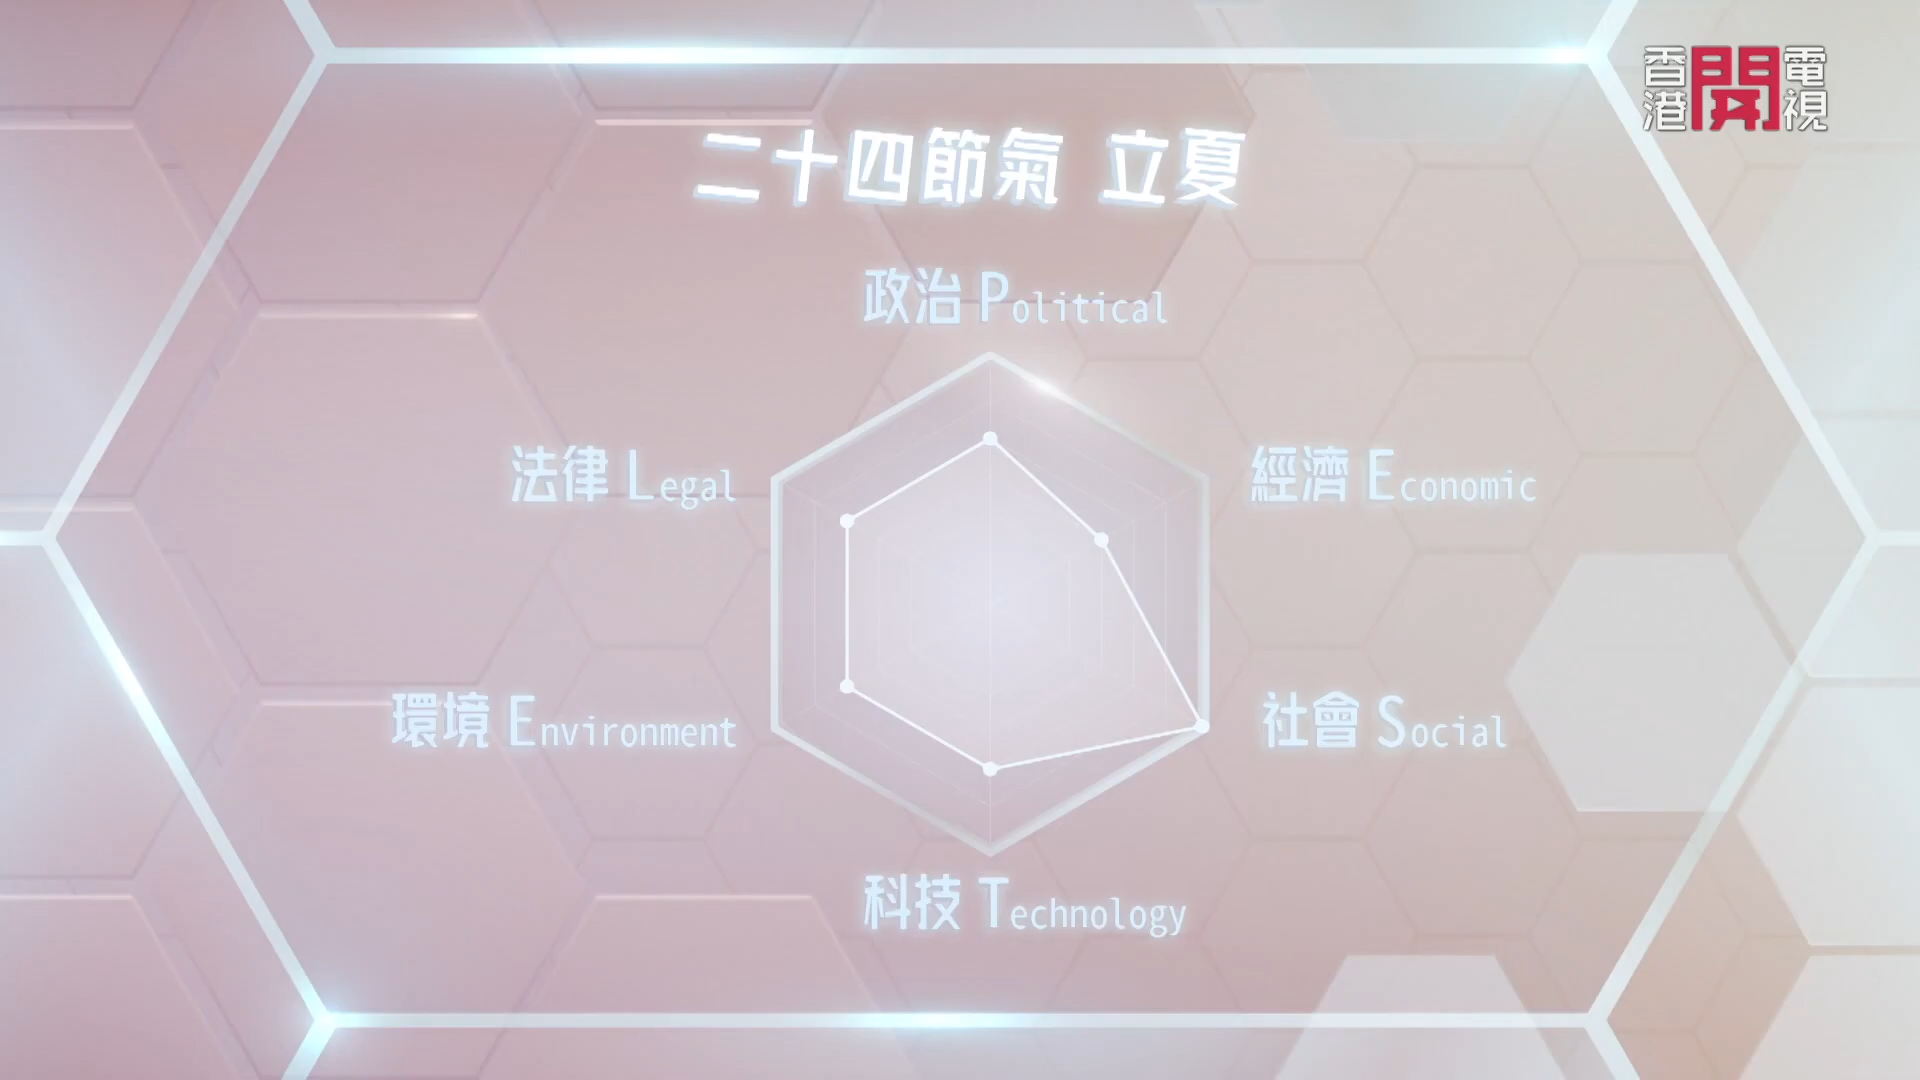 香港開電視
二十四節氣 立夏
政治 Political
法律 Legal
經濟 Economic
環境 Environment
社會 Social
科技 Technology